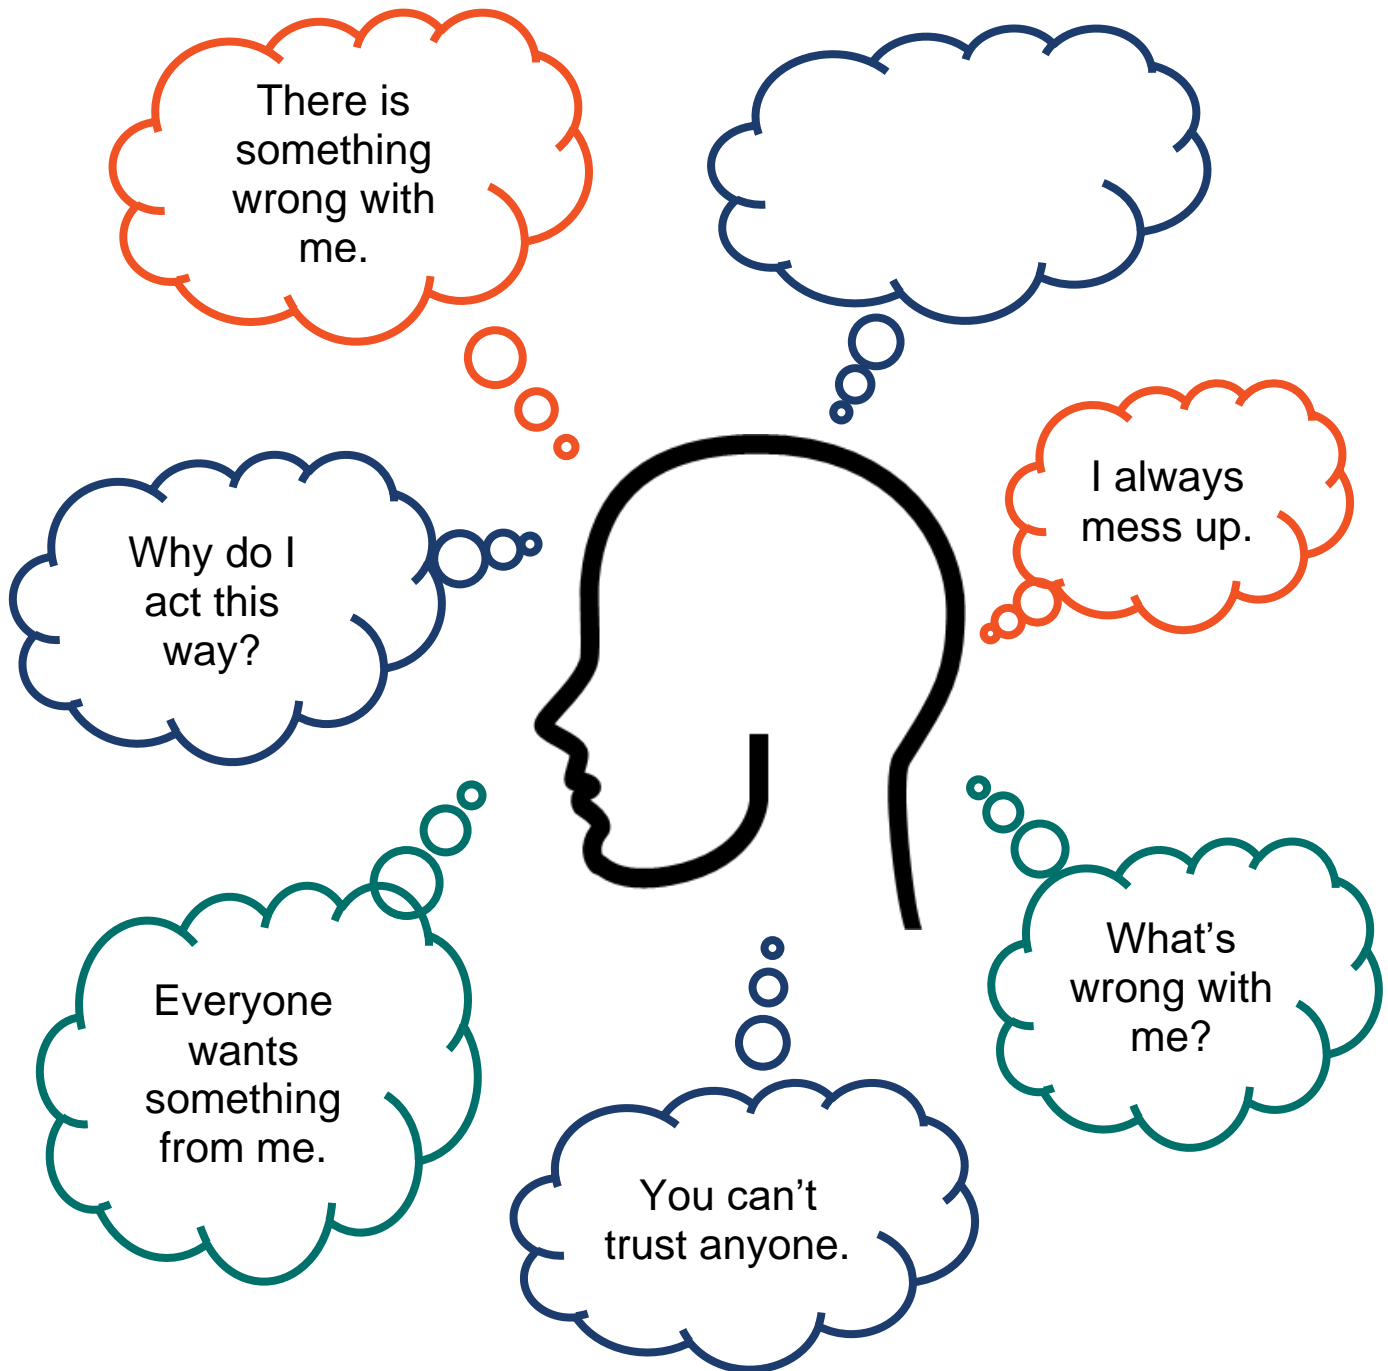 There is
something
wrong with
me.
I always
mess up.
Why do I
act this
way?
What’s
wrong with
me?
Everyone
wants
something
from me.
You can’t
trust anyone.